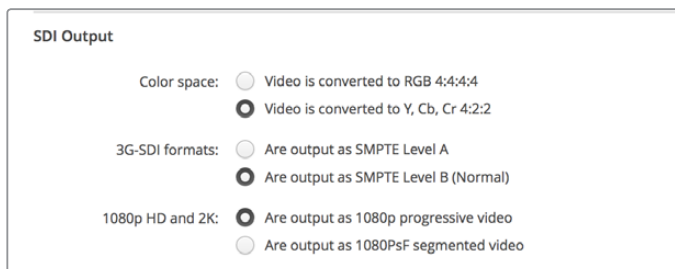 SDI Output
Color space: Video is converted to RGB 4:4:4:4
Video is converted to Y, Cb, Cr 4:2:2
3G-SDI formats: Are output as SMPTE Level A
Are output as SMPTE Level B (Normal)
1080p HD and 2K: Are output as 1080p progressive video
Are output as 1080PsF segmented video